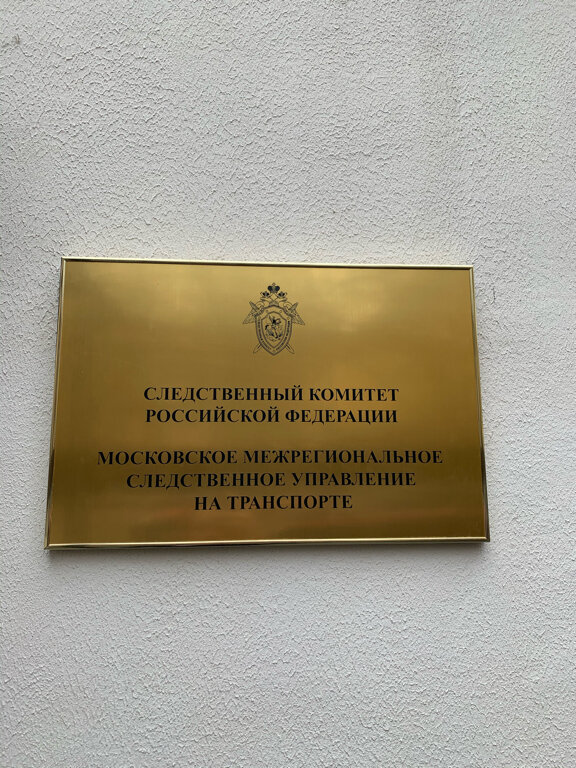 СЛЕДСТВЕННЫЙ КОМИТЕТ
РОССИЙСКОЙ ФЕДЕРАЦИИ
МОСКОВСКОЕ МЕЖРЕГИОНАЛЬНОЕ
СЛЕДСТВЕННОЕ УПРАВЛЕНИЕ
НА ТРАНСПОРТЕ